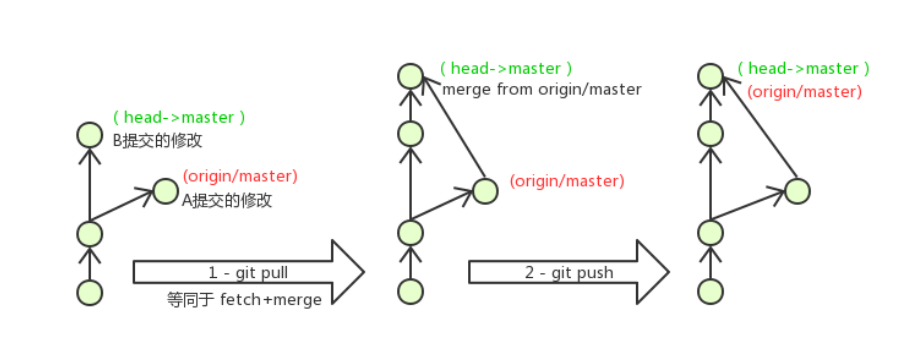 ( head->master )
B提交的修改
(origin/master)
A提交的修改
1 - git pull
等同于 fetch+merge
( head->master )
merge from origin/master
(origin/master)
2 - git push
( head->master )
(origin/master)